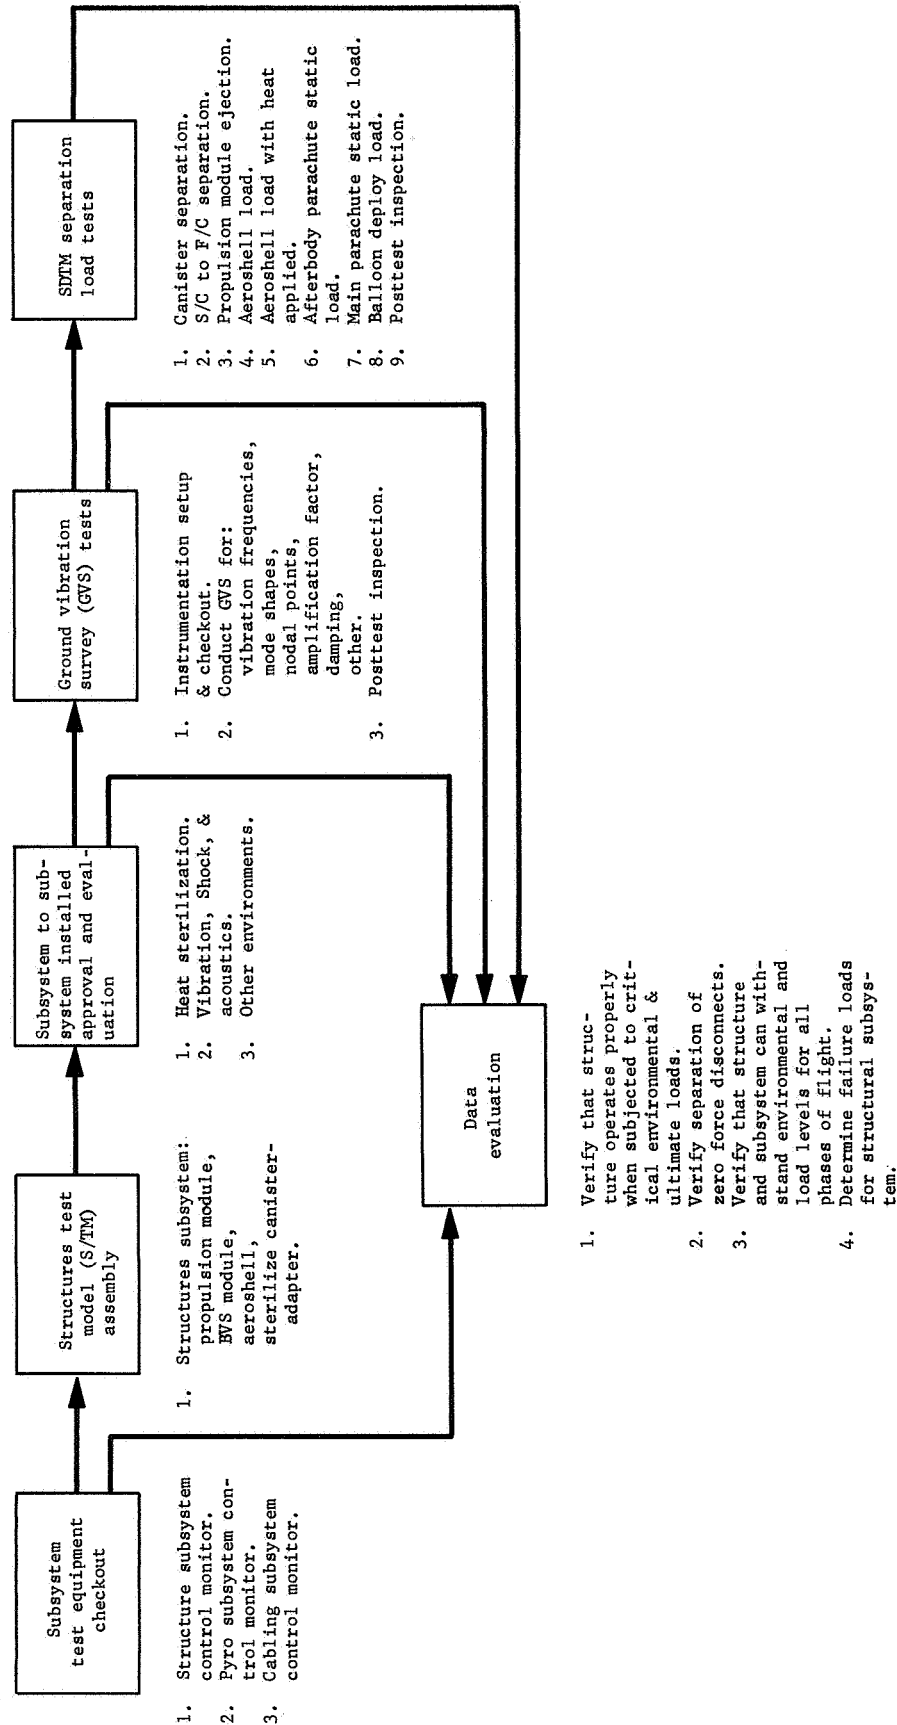 Subsystem
test equipment
checkout
1. Structure subsystem
control monitor.
2. Pyro subsystem con-
trol monitor.
3. Cabling subsystem
control monitor.
Structures test
model (S/TM)
assembly
1. Structures subsystem:
propulsion module,
BVS module,
aeroshell,
sterilize canister-
adapter.
Subsystem to sub-
system installed
approval and eval-
uation
1. Heat sterilization.
2. Vibration, Shock, &
acoustics.
3. Other environments.
Ground vibration
survey (GVS) tests
1. Instrumentation setup
& checkout.
2. Conduct GVS for:
vibration frequencies,
mode shapes,
nodal points,
amplification factor,
damping,
other.
3. Posttest inspection.
SDTM separation
load tests
1. Canister separation.
2. S/C to F/C separation.
3. Propulsion module ejection.
4. Aeroshell load.
5. Aeroshell load with heat
applied.
6. Afterbody parachute static
load.
7. Main parachute static load.
8. Balloon deploy load.
9. Posttest inspection.
Data
evaluation
1. Verify that struc-
ture operates properly
when subjected to crit-
ical environmental &
ultimate loads.
2. Verify separation of
zero force disconnects.
3. Verify that structure
and subsystem can with-
stand environmental and
load levels for all
phases of flight.
4. Determine failure loads
for structural subsys-
tem.